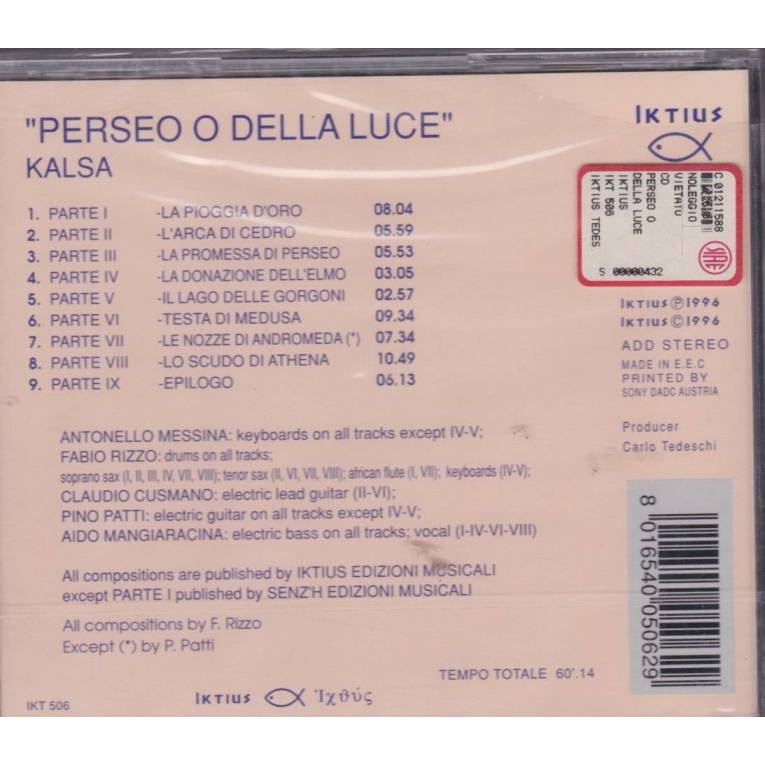 "PERSEO O DELLA LUCE"
KALSA
1. PARTE I -LA PIOGGIA D'ORO 08.04
2. PARTE II -L'ARCA DI CEDRO 05.59
3. PARTE III -LA PROMESSA DI PERSEO 05.53
4. PARTE IV -LA DONAZIONE DELL'ELMO 03.05
5. PARTE V -IL LAGO DELLE GORGONI 02.57
6. PARTE VI -TESTA DI MEDUSA 09.34
7. PARTE VII -LE NOZZE DI ANDROMEDA (*) 07.34
8. PARTE VIII -LO SCUDO DI ATHENA 10.49
9. PARTE IX -EPILOGO 06.13
ANTONELLO MESSINA: keyboards on all tracks except IV-V;
FABIO RIZZO: drums on all tracks;
soprano sax (I, II, III, IV, VII, VIII); tenor sax (II, VI, VII, VIII); african flute (I, VII); keyboards (IV-V);
CLAUDIO CUSMANO: electric lead guitar (II-VI);
PINO PATTI: electric guitar on all tracks except IV-V;
AIDO MANGIARACINA: electric bass on all tracks; vocal (I-IV-VI-VIII)
All compositions are published by IKTIUS EDIZIONI MUSICALI
except PARTE I published by SENZ'H EDIZIONI MUSICALI
All compositions by F. Rizzo
Except (*) by P. Patti
TEMPO TOTALE 60'.14
IKT 506
IKTIUS Ἰχθύς
IKTIUS
C 01211588
NOLEGGIO
VIETATO
CD
PERSEO O
DELLA LUCE
IKTIUS
IKT 506
IKTIUS TEDES
SIAE
S 00000432
IKTIUS ℗ 1996
IKTIUS © 1996
ADD STEREO
MADE IN E.E.C
PRINTED BY
SONY DADC AUSTRIA
Producer
Carlo Tedeschi
8 016540 050629